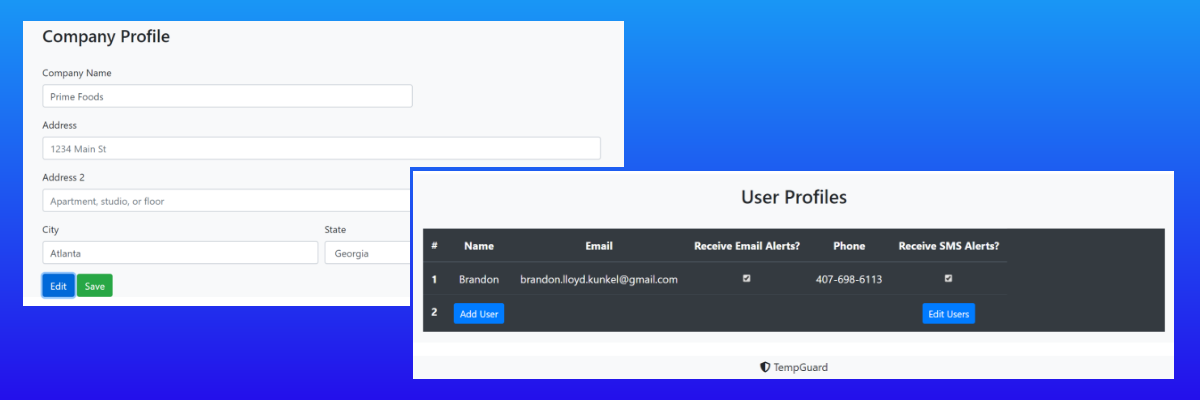 Company Profile
Company Name
Prime Foods
Address
1234 Main St
Address 2
Apartment, studio, or floor
City State
Atlanta Georgia
Edit Save
User Profiles
# Name Email Receive Email Alerts? Phone Receive SMS Alerts?
1 Brandon brandon.lloyd.kunkel@gmail.com 407-698-6113
2 Add User Edit Users
TempGuard